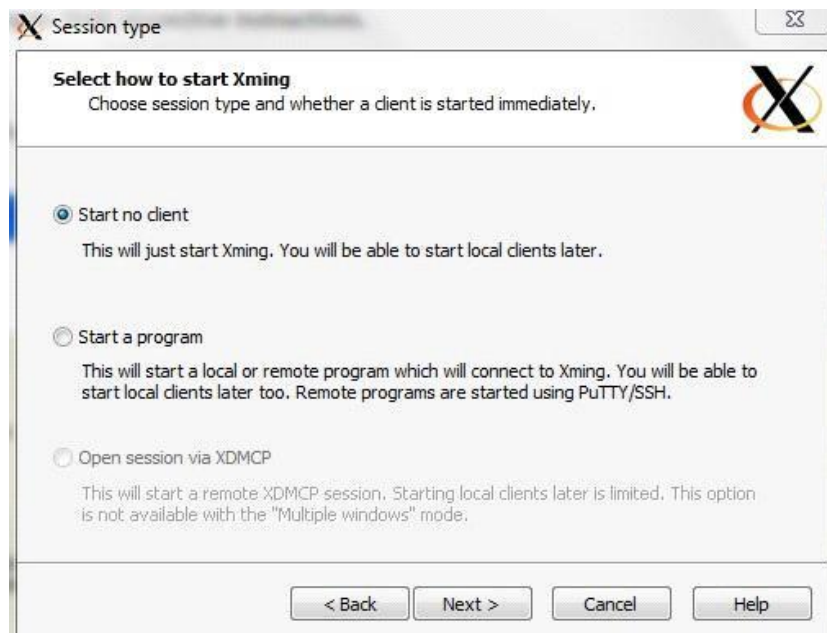 Session type
Select how to start Xming
Choose session type and whether a client is started immediately.
Start no client
This will just start Xming. You will be able to start local clients later.
Start a program
This will start a local or remote program which will connect to Xming. You will be able to
start local clients later too. Remote programs are started using PuTTY/SSH.
Open session via XDMCP
This will start a remote XDMCP session. Starting local clients later is limited. This option
is not available with the "Multiple windows" mode.
< Back Next > Cancel Help